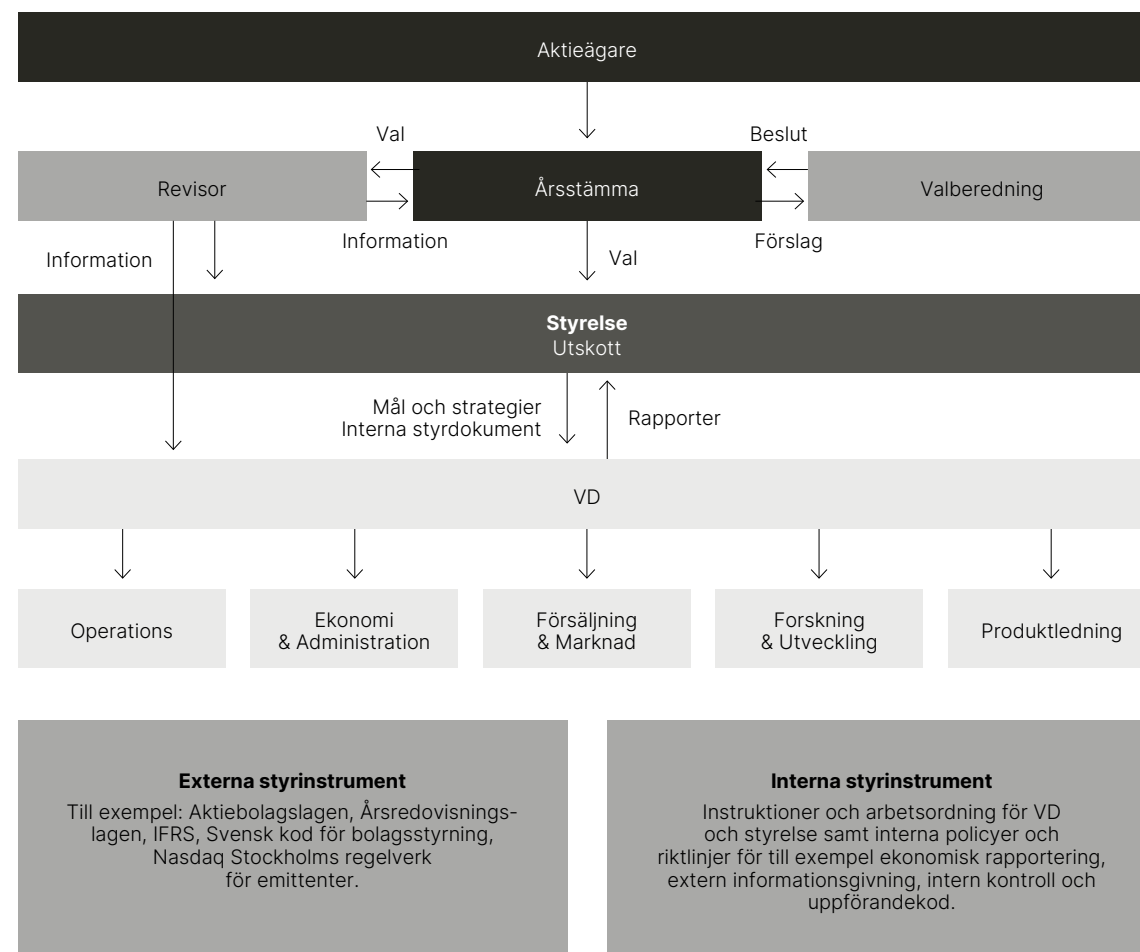 Aktieägare
Val
Beslut
Revisor
Årsstämma
Valberedning
Information
Förslag
Information
Val
Styrelse
Utskott
Mål och strategier
Interna styrdokument
Rapporter
VD
Operations
Ekonomi
& Administration
Försäljning
& Marknad
Forskning
& Utveckling
Produktledning
Externa styrinstrument
Till exempel: Aktiebolagslagen, Årsredovisnings-
lagen, IFRS, Svensk kod för bolagsstyrning,
Nasdaq Stockholms regelverk
för emittenter.
Interna styrinstrument
Instruktioner och arbetsordning för VD
och styrelse samt interna policyer och
riktlinjer för till exempel ekonomisk rapportering,
extern informationsgivning, intern kontroll och
uppförandekod.